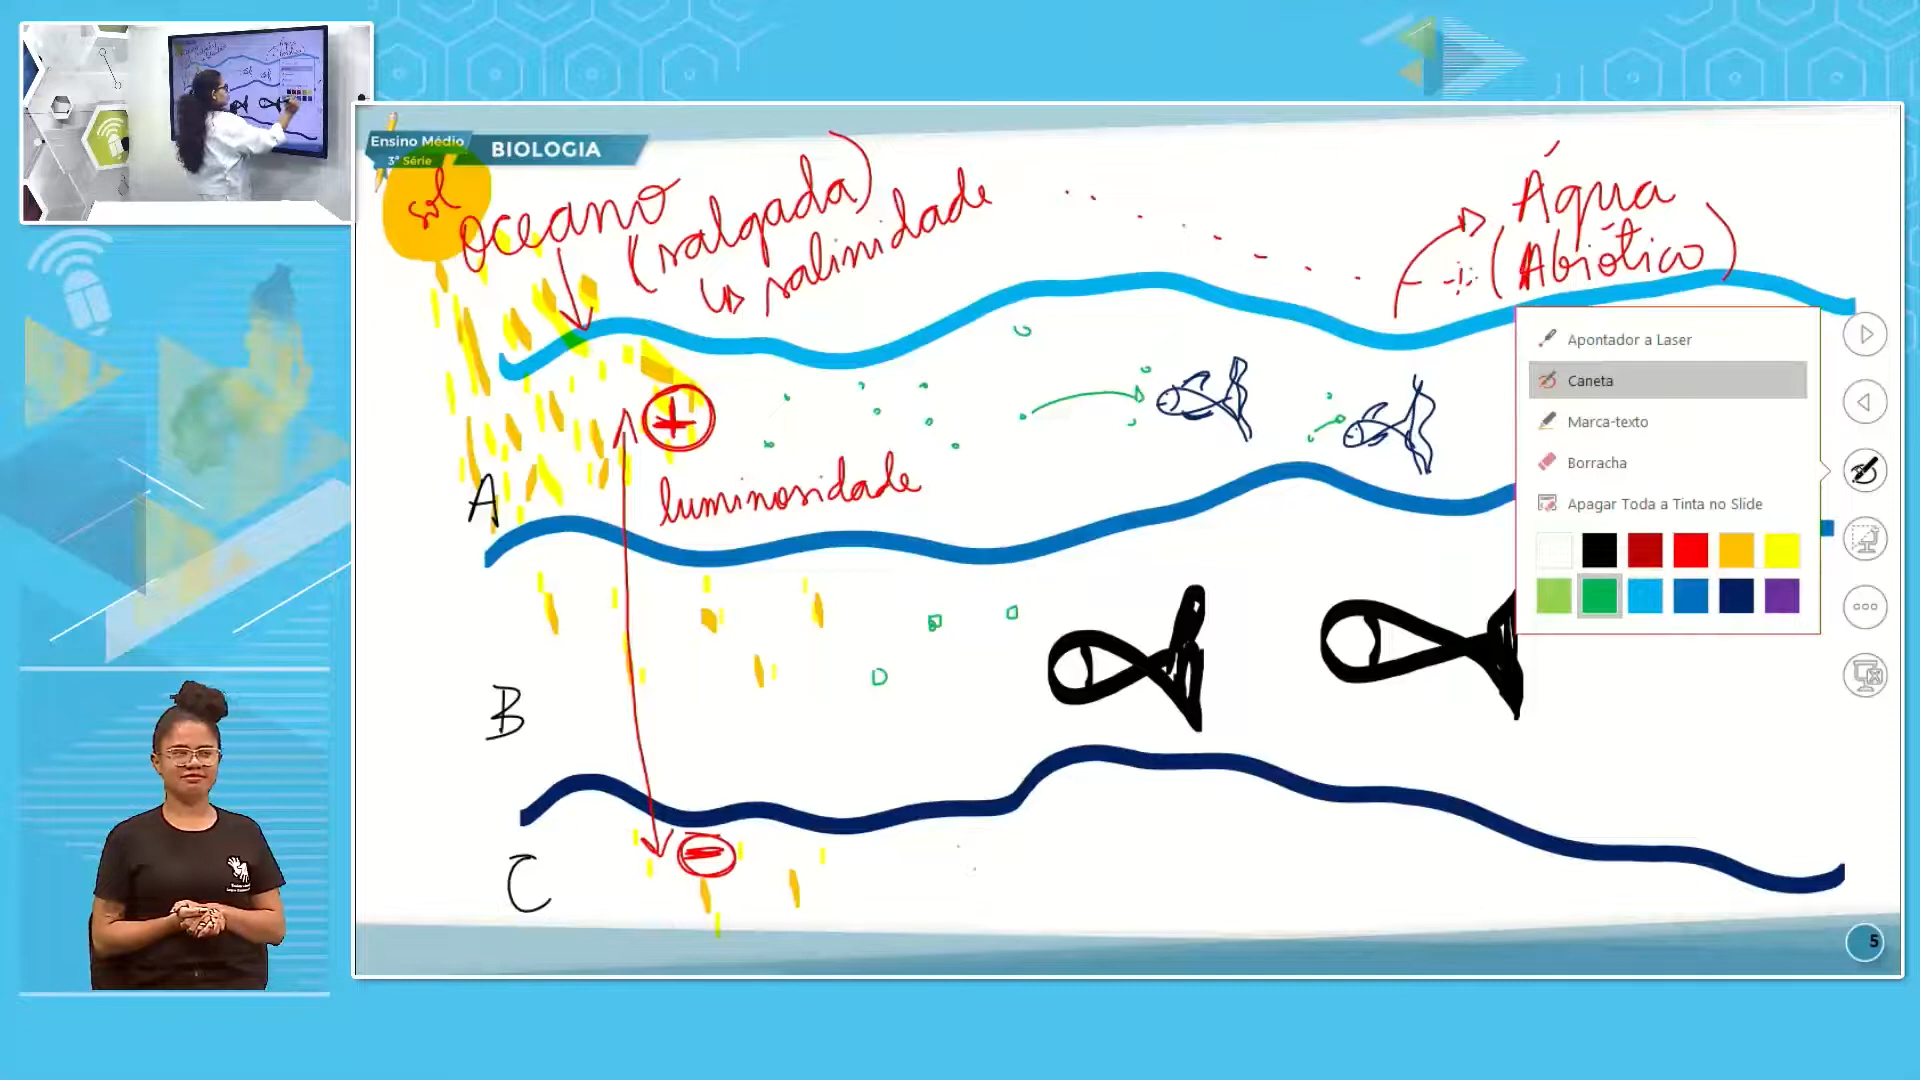 Ensino Médio
3ª Série
BIOLOGIA
sol
oceano
(salgada)
↳ salinidade
Água
(Abiótico)
Apontador a Laser
Caneta
Marca-texto
Borracha
Apagar Toda a Tinta no Slide
+
A
luminosidade
B
C
-
5